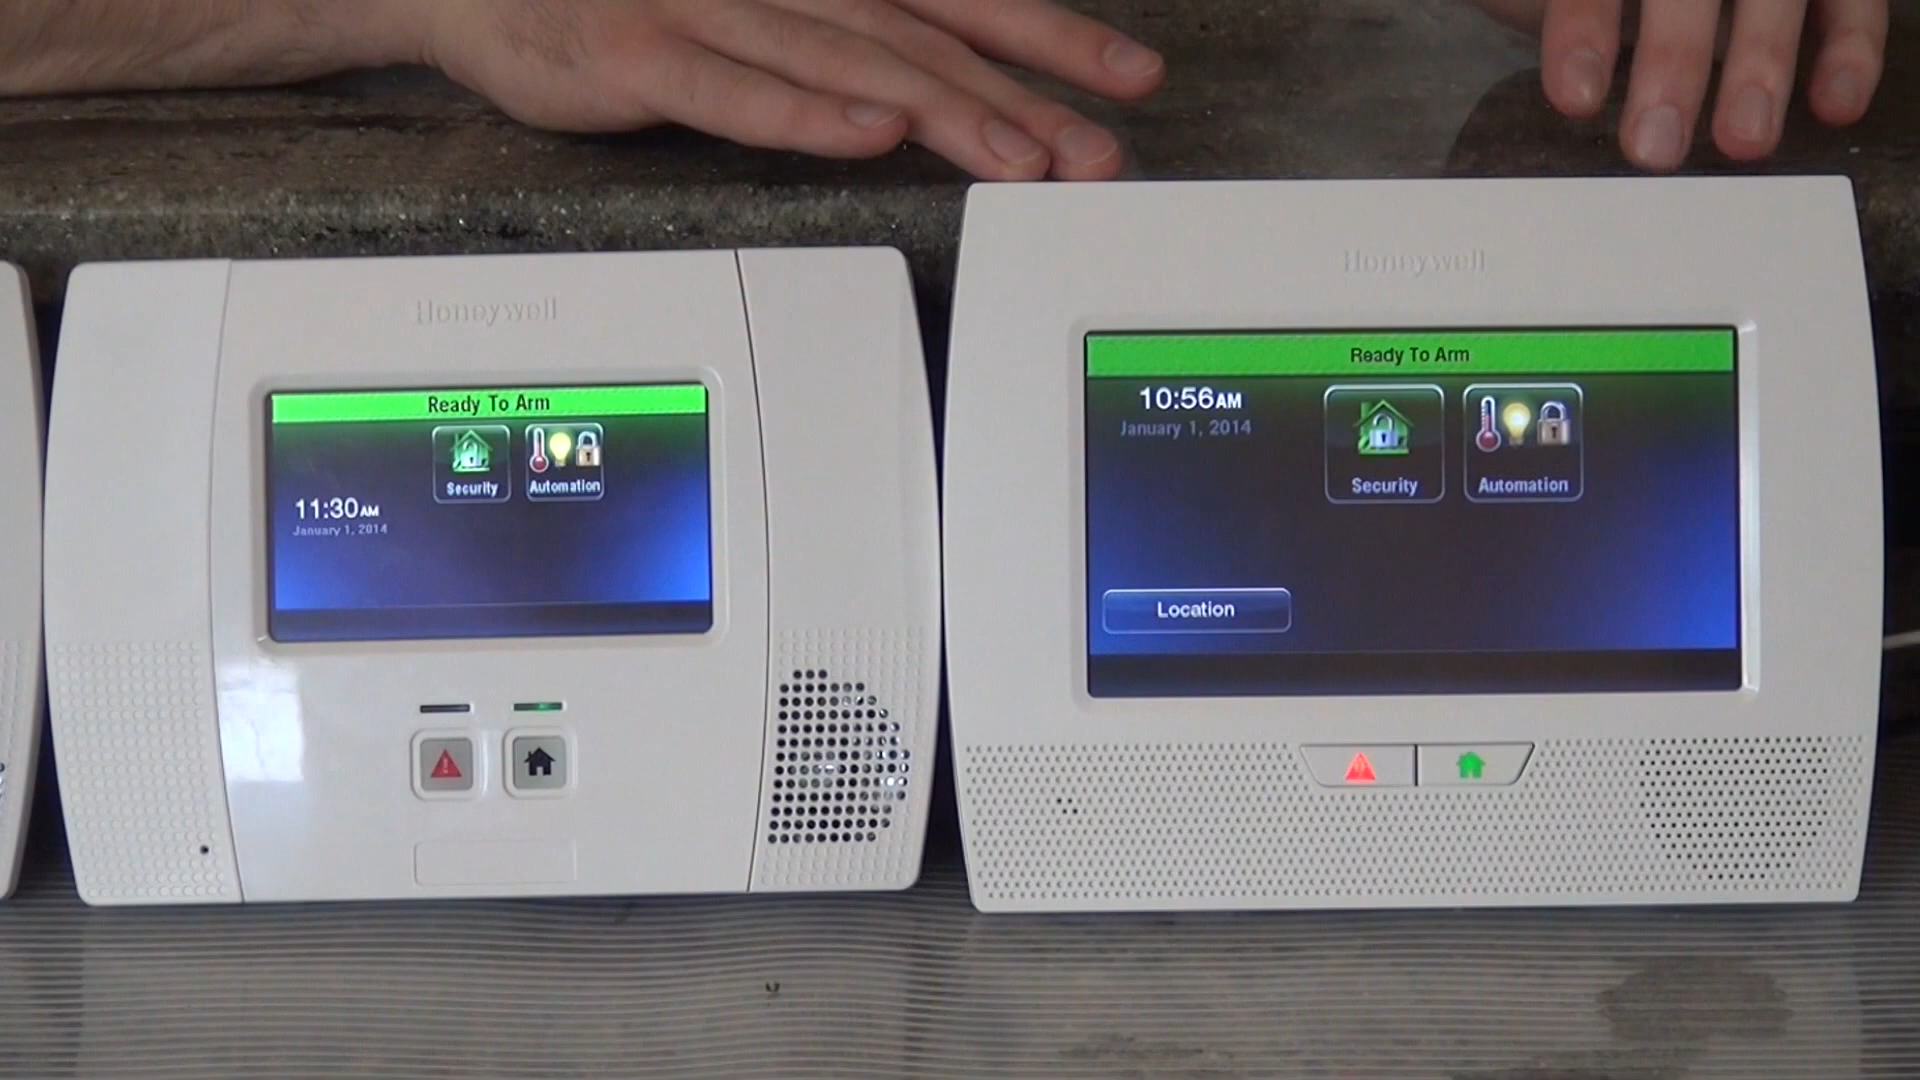 Honeywell
Ready To Arm
Security
Automation
11:30AM
January 1, 2014
Honeywell
Ready To Arm
10:56AM
January 1, 2014
Security
Automation
Location